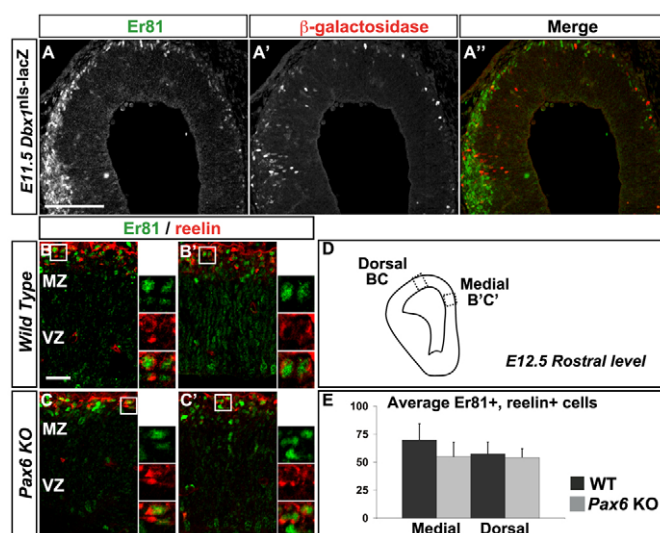 Er81
β-galactosidase
Merge
E11.5 Dbx1nls-lacZ
A
A'
A''
Er81 / reelin
Wild Type
B
B'
MZ
VZ
D
Dorsal
BC
Medial
B'C'
E12.5 Rostral level
Pax6 KO
C
C'
MZ
VZ
E
Average Er81+, reelin+ cells
100
75
50
25
0
Medial
Dorsal
WT
Pax6 KO